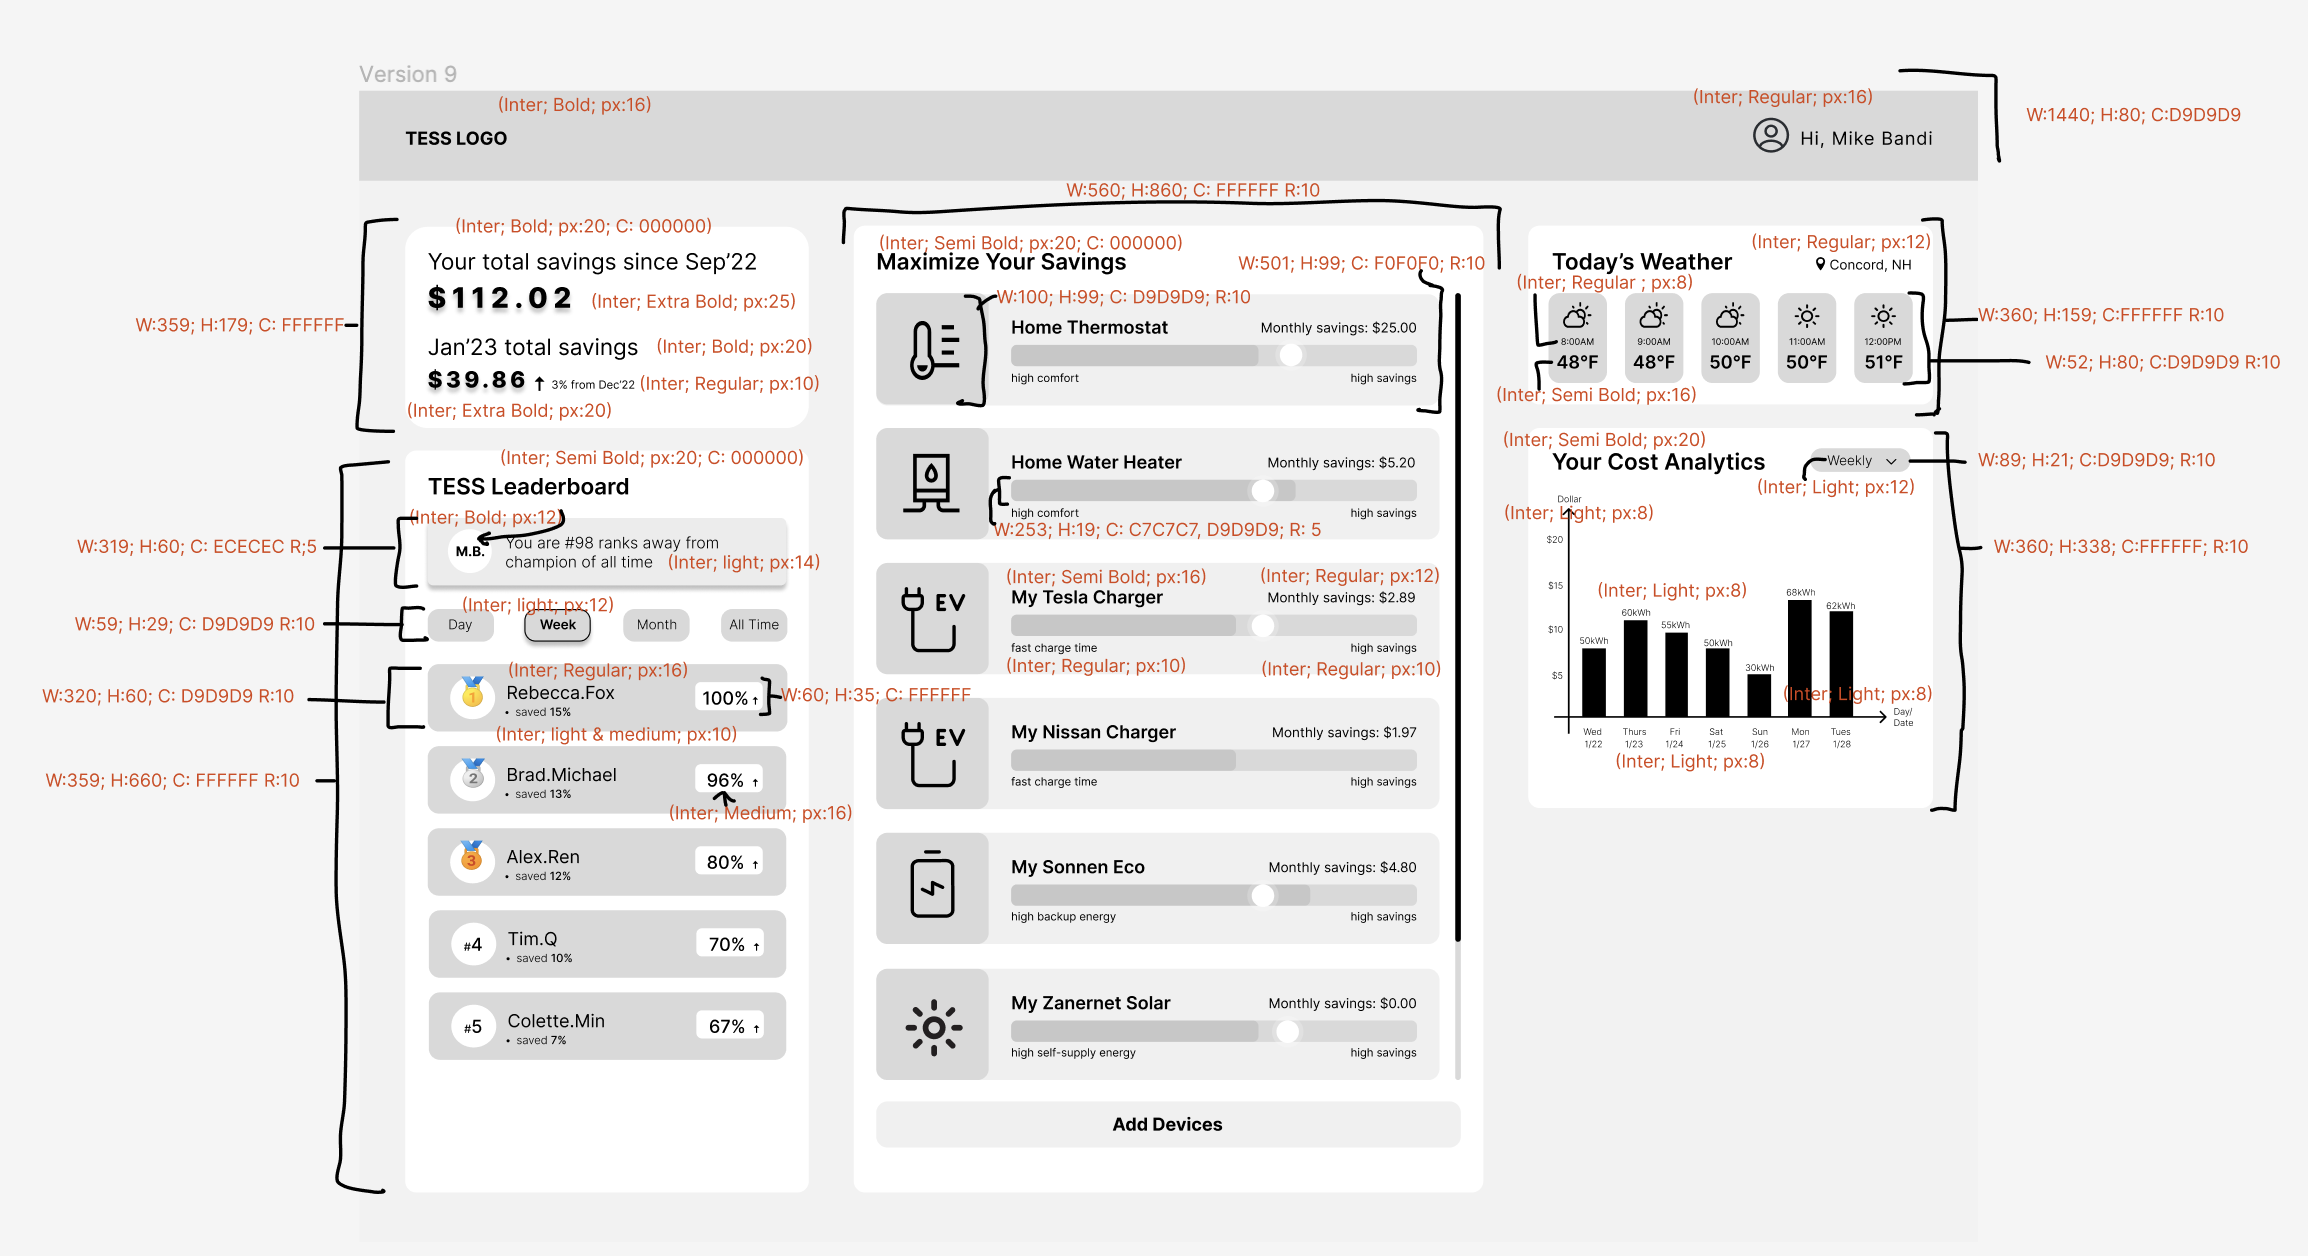 Version 9
(Inter; Bold; px:16)
(Inter; Regular; px:16)
TESS LOGO
Hi, Mike Bandi
W:1440; H:80; C:D9D9D9
(Inter; Bold; px:20; C: 000000)
Your total savings since Sep’22
$112.02
(Inter; Extra Bold; px:25)
W:359; H:179; C: FFFFFF
Jan’23 total savings
(Inter; Bold; px:20)
$39.86
3% from Dec'22
(Inter; Regular; px:10)
(Inter; Extra Bold; px:20)
(Inter; Semi Bold; px:20; C: 000000)
TESS Leaderboard
(Inter; Bold; px:12)
W:319; H:60; C: ECECEC R;5
M.B.
You are #98 ranks away from
champion of all time
(Inter; light; px:14)
(Inter; light; px:12)
W:59; H:29; C: D9D9D9 R:10
Day
Week
Month
All Time
(Inter; Regular; px:16)
W:320; H:60; C: D9D9D9 R:10
1
Rebecca.Fox
• saved 15%
100% ↑
W:60; H:35; C: FFFFFF
(Inter; light & medium; px:10)
W:359; H:660; C: FFFFFF R:10
2
Brad.Michael
• saved 13%
96% ↑
(Inter; Medium; px:16)
3
Alex.Ren
• saved 12%
80% ↑
#4
Tim.Q
• saved 10%
70% ↑
#5
Colette.Min
• saved 7%
67% ↑
W:560; H:860; C: FFFFFF R:10
(Inter; Semi Bold; px:20; C: 000000)
Maximize Your Savings
W:501; H:99; C: F0F0F0; R:10
W:100; H:99; C: D9D9D9; R:10
Home Thermostat
Monthly savings: $25.00
high comfort
high savings
Home Water Heater
Monthly savings: $5.20
high comfort
high savings
W:253; H:19; C: C7C7C7, D9D9D9; R: 5
(Inter; Semi Bold; px:16)
(Inter; Regular; px:12)
EV
My Tesla Charger
Monthly savings: $2.89
fast charge time
high savings
(Inter; Regular; px:10)
(Inter; Regular; px:10)
EV
My Nissan Charger
Monthly savings: $1.97
fast charge time
high savings
My Sonnen Eco
Monthly savings: $4.80
high backup energy
high savings
My Zanernet Solar
Monthly savings: $0.00
high self-supply energy
high savings
Add Devices
(Inter; Regular; px:12)
Today’s Weather
Concord, NH
(Inter; Regular ; px:8)
8:00AM
9:00AM
10:00AM
11:00AM
12:00PM
48°F
48°F
50°F
50°F
51°F
(Inter; Semi Bold; px:16)
W:360; H:159; C:FFFFFF R:10
W:52; H:80; C:D9D9D9 R:10
(Inter; Semi Bold; px:20)
Your Cost Analytics
Weekly
W:89; H:21; C:D9D9D9; R:10
(Inter; Light; px:12)
Dollar
(Inter; Light; px:8)
W:360; H:338; C:FFFFFF; R:10
$20
$15
$10
$5
(Inter; Light; px:8)
50kWh
60kWh
55kWh
50kWh
30kWh
68kWh
62kWh
(Inter; Light; px:8)
Day/
Date
Wed
1/22
Thurs
1/23
Fri
1/24
Sat
1/25
Sun
1/26
Mon
1/27
Tues
1/28
(Inter; Light; px:8)